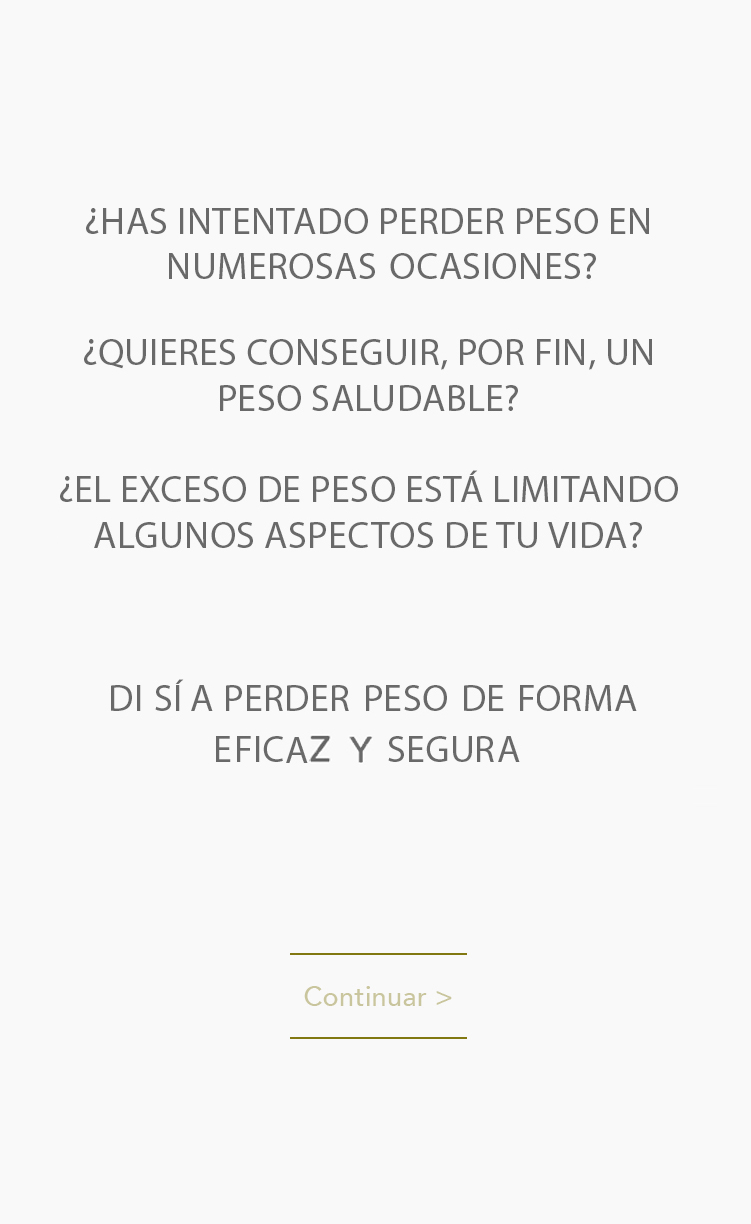 ¿HAS INTENTADO PERDER PESO EN
NUMEROSAS OCASIONES?
¿QUIERES CONSEGUIR, POR FIN, UN
PESO SALUDABLE?
¿EL EXCESO DE PESO ESTÁ LIMITANDO
ALGUNOS ASPECTOS DE TU VIDA?
DI SÍ A PERDER PESO DE FORMA
EFICAZ Y SEGURA
Continuar >